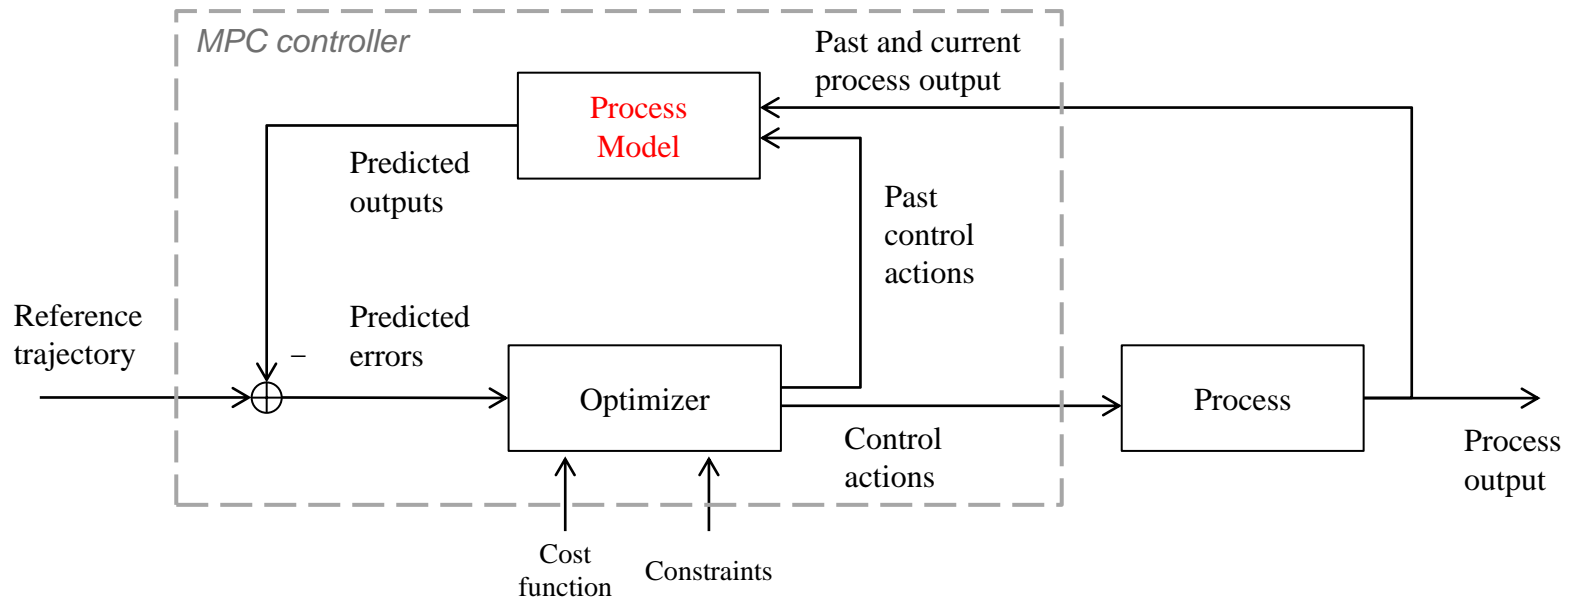 MPC controller
Past and current
process output
Process
Model
Predicted
outputs
Past
control
actions
Reference
trajectory
Predicted
errors
–
Optimizer
Process
Control
actions
Process
output
Cost
function
Constraints